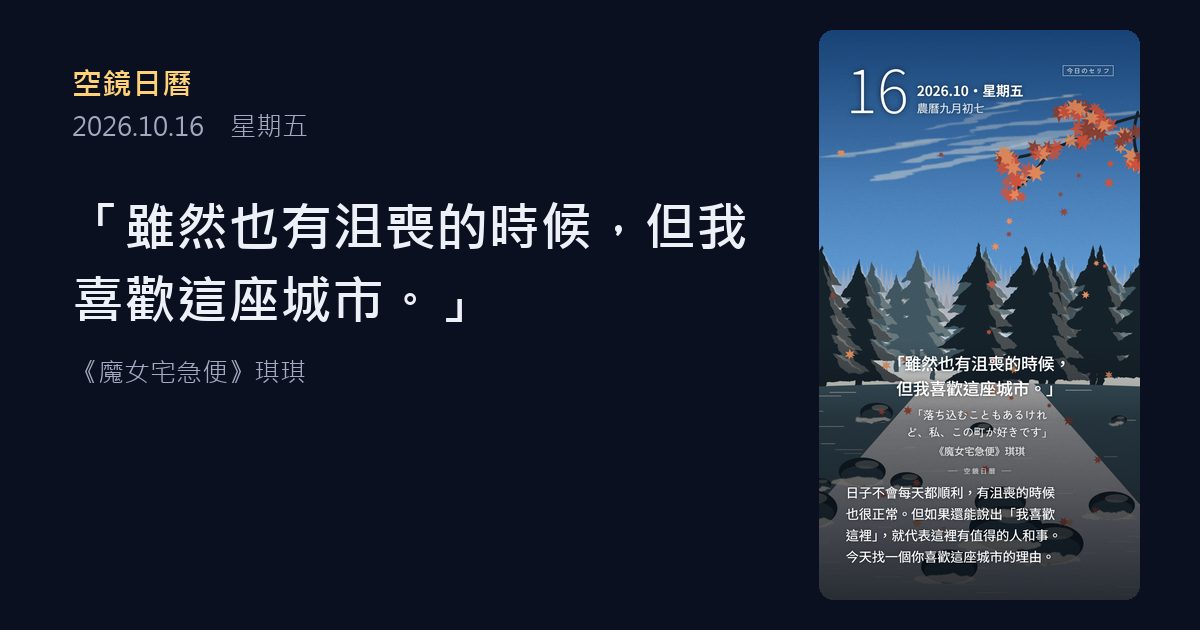 空鏡日曆
2026.10.16 星期五
「雖然也有沮喪的時候，但我
喜歡這座城市。」
《魔女宅急便》琪琪
16
2026.10・星期五
農曆九月初七
今日のセリフ
「雖然也有沮喪的時候，
但我喜歡這座城市。」
「落ち込むこともあるけれ
ど、私、この町が好きです」
《魔女宅急便》琪琪
— 空鏡日曆 —
日子不會每天都順利，有沮喪的時候
也很正常。但如果還能說出「我喜歡
這裡」，就代表這裡有值得的人和事。
今天找一個你喜歡這座城市的理由。